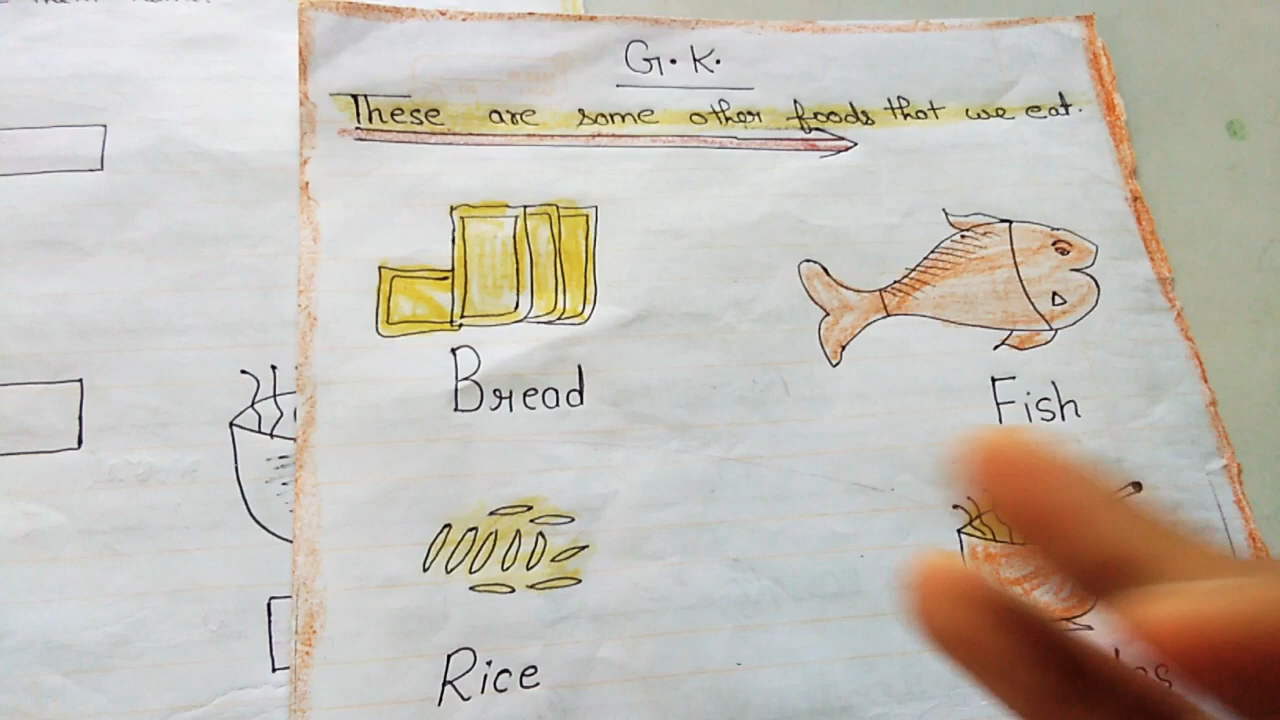 G.K.
These are some other foods that we eat.
Bread
Fish
Rice